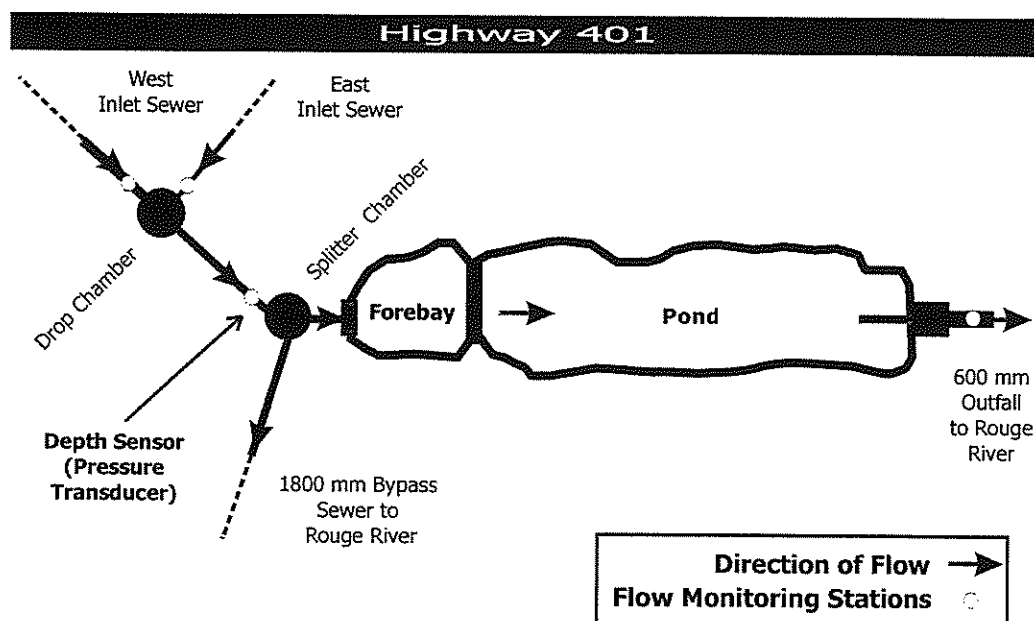 Highway 401
West
Inlet Sewer
East
Inlet Sewer
Drop Chamber
Splitter Chamber
Forebay
Pond
Depth Sensor
(Pressure
Transducer)
1800 mm Bypass
Sewer to
Rouge River
600 mm
Outfall
to Rouge
River
Direction of Flow
Flow Monitoring Stations